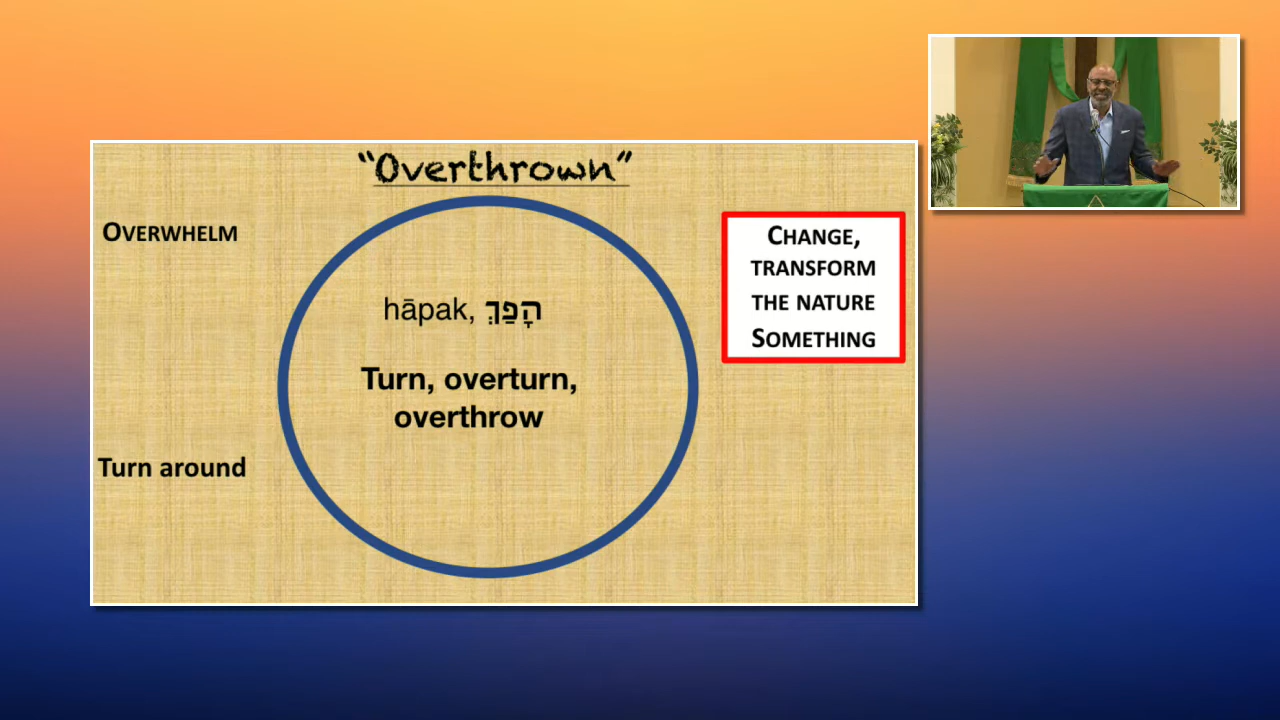 “Overthrown”
OVERWHELM
hāpak, הָפַךְ
Turn, overturn,
overthrow
Turn around
CHANGE,
TRANSFORM
THE NATURE
SOMETHING